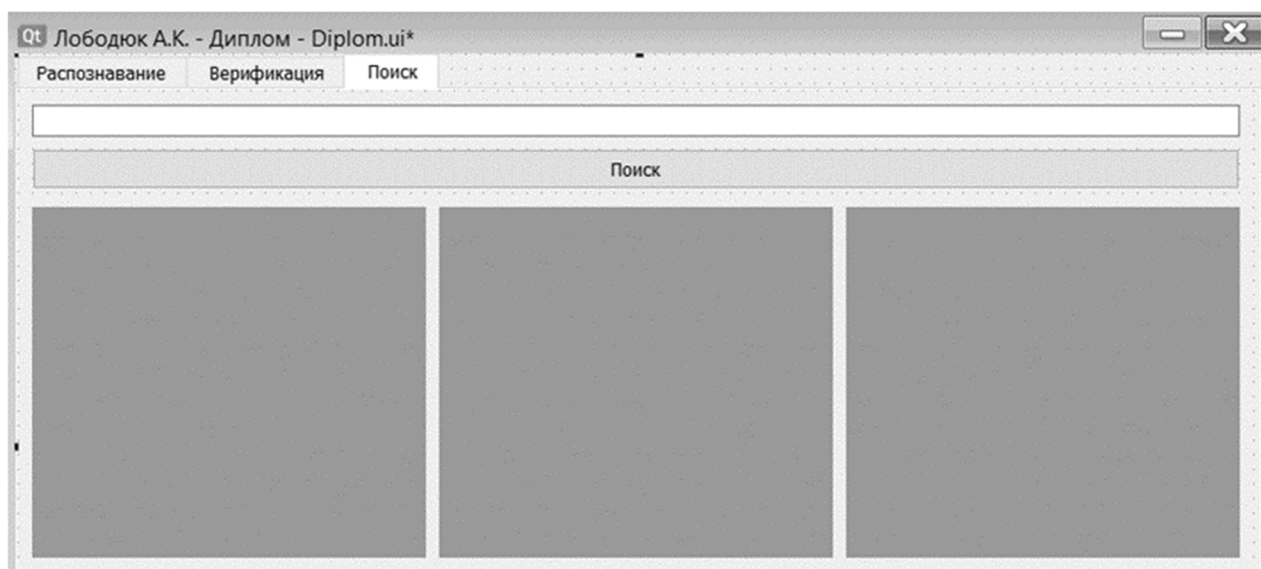 Qt Лободюк А.К. - Диплом - Diplom.ui*
Распознавание Верификация Поиск
Поиск